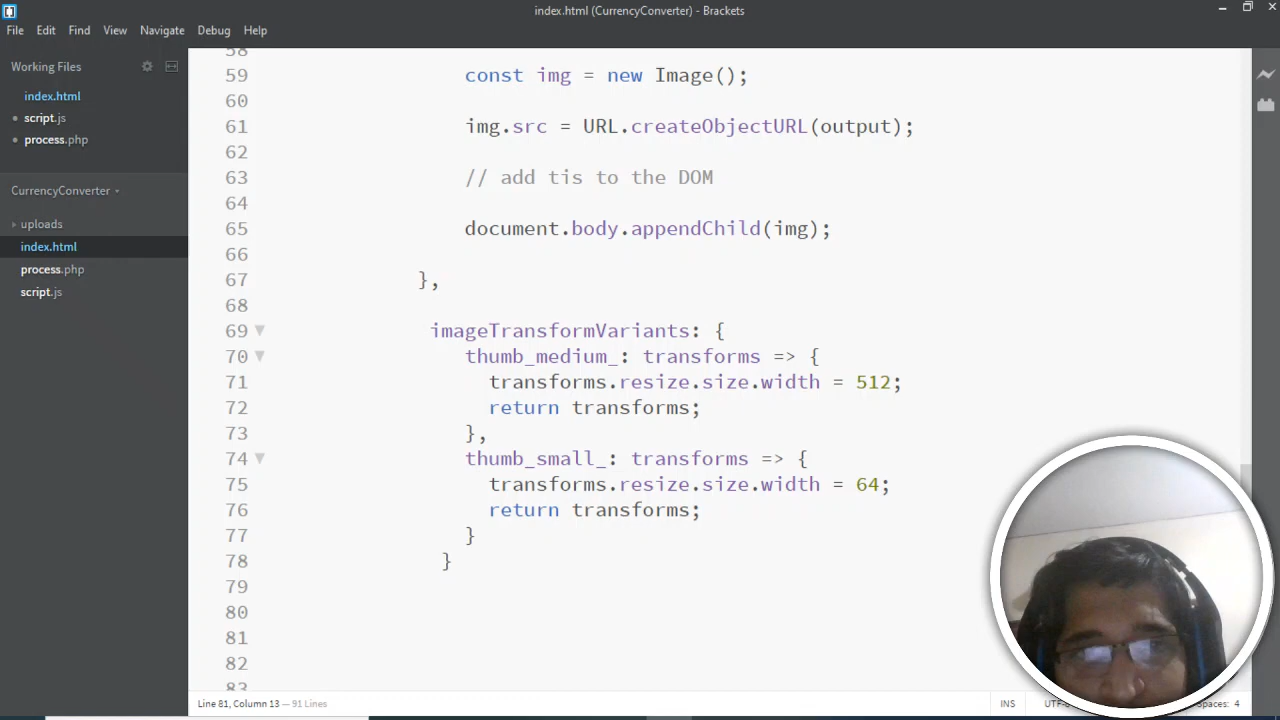 index.html (CurrencyConverter) - Brackets
File Edit Find View Navigate Debug Help
Working Files
index.html
script.js
process.php
CurrencyConverter
uploads
index.html
process.php
script.js
58
59 const img = new Image();
60
61 img.src = URL.createObjectURL(output);
62
63 // add tis to the DOM
64
65 document.body.appendChild(img);
66
67 },
68
69 imageTransformVariants: {
70 thumb_medium_: transforms => {
71 transforms.resize.size.width = 512;
72 return transforms;
73 },
74 thumb_small_: transforms => {
75 transforms.resize.size.width = 64;
76 return transforms;
77 }
78 }
79
80
81
82
83
Line 81, Column 13 — 91 Lines
INS
Spaces: 4